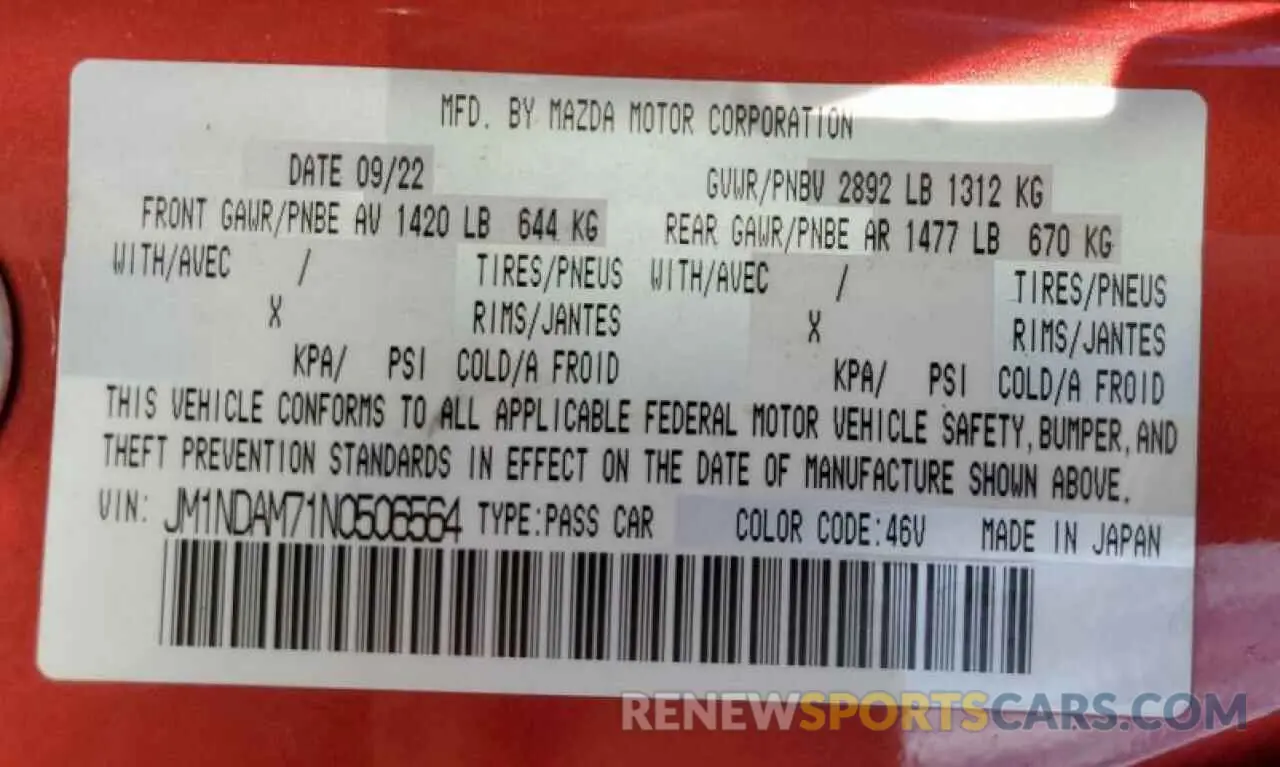 MFD. BY MAZDA MOTOR CORPORATION
DATE 09/22 GVWR/PNBV 2892 LB 1312 KG
FRONT GAWR/PNBE AV 1420 LB 644 KG REAR GAWR/PNBE AR 1477 LB 670 KG
WITH/AVEC / TIRES/PNEUS WITH/AVEC / TIRES/PNEUS
X RIMS/JANTES X RIMS/JANTES
KPA/ PSI COLD/A FROID KPA/ PSI COLD/A FROID
THIS VEHICLE CONFORMS TO ALL APPLICABLE FEDERAL MOTOR VEHICLE SAFETY, BUMPER, AND
THEFT PREVENTION STANDARDS IN EFFECT ON THE DATE OF MANUFACTURE SHOWN ABOVE.
VIN: JM1NDAM71N0506564 TYPE:PASS CAR COLOR CODE:46V MADE IN JAPAN
RENEWSPORTSCARS.COM